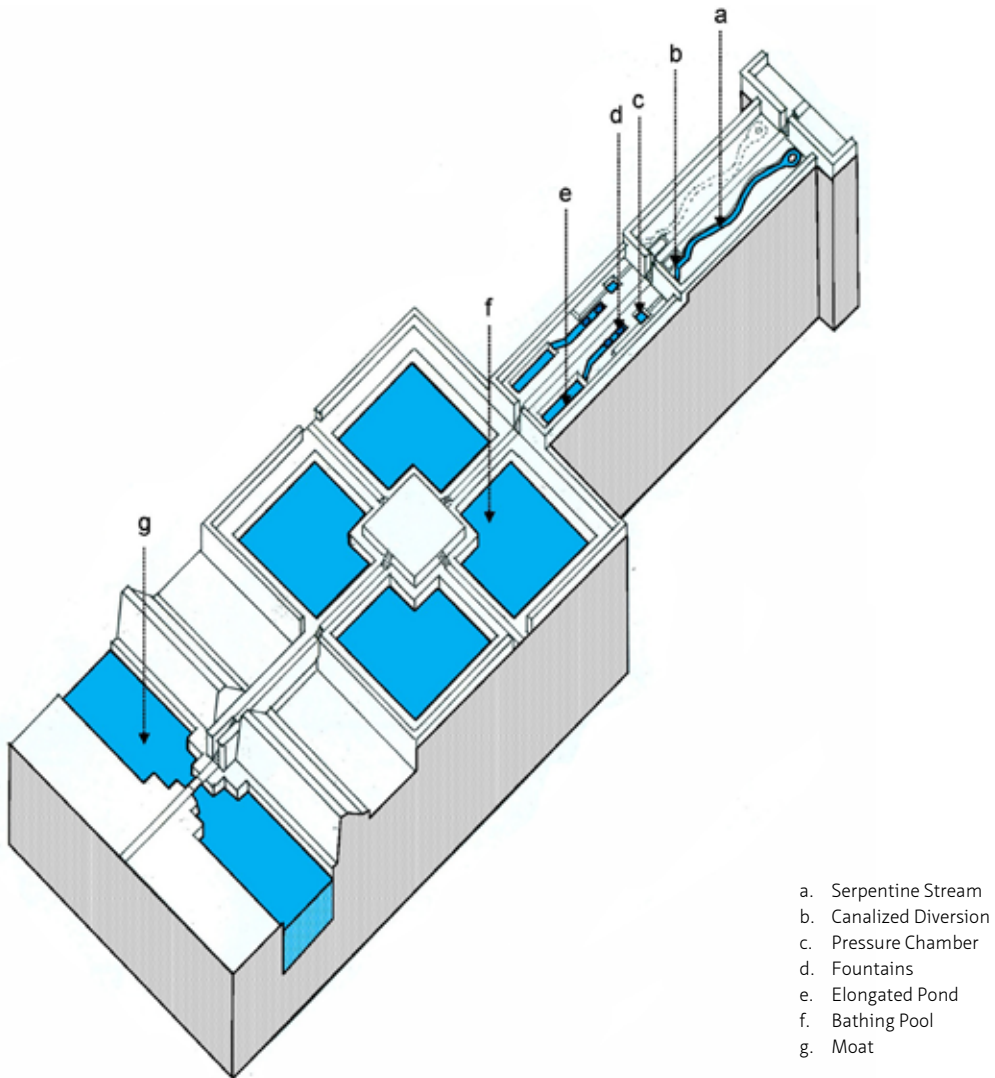 a
b
c
d
e
f
g
a. Serpentine Stream
b. Canalized Diversion
c. Pressure Chamber
d. Fountains
e. Elongated Pond
f. Bathing Pool
g. Moat